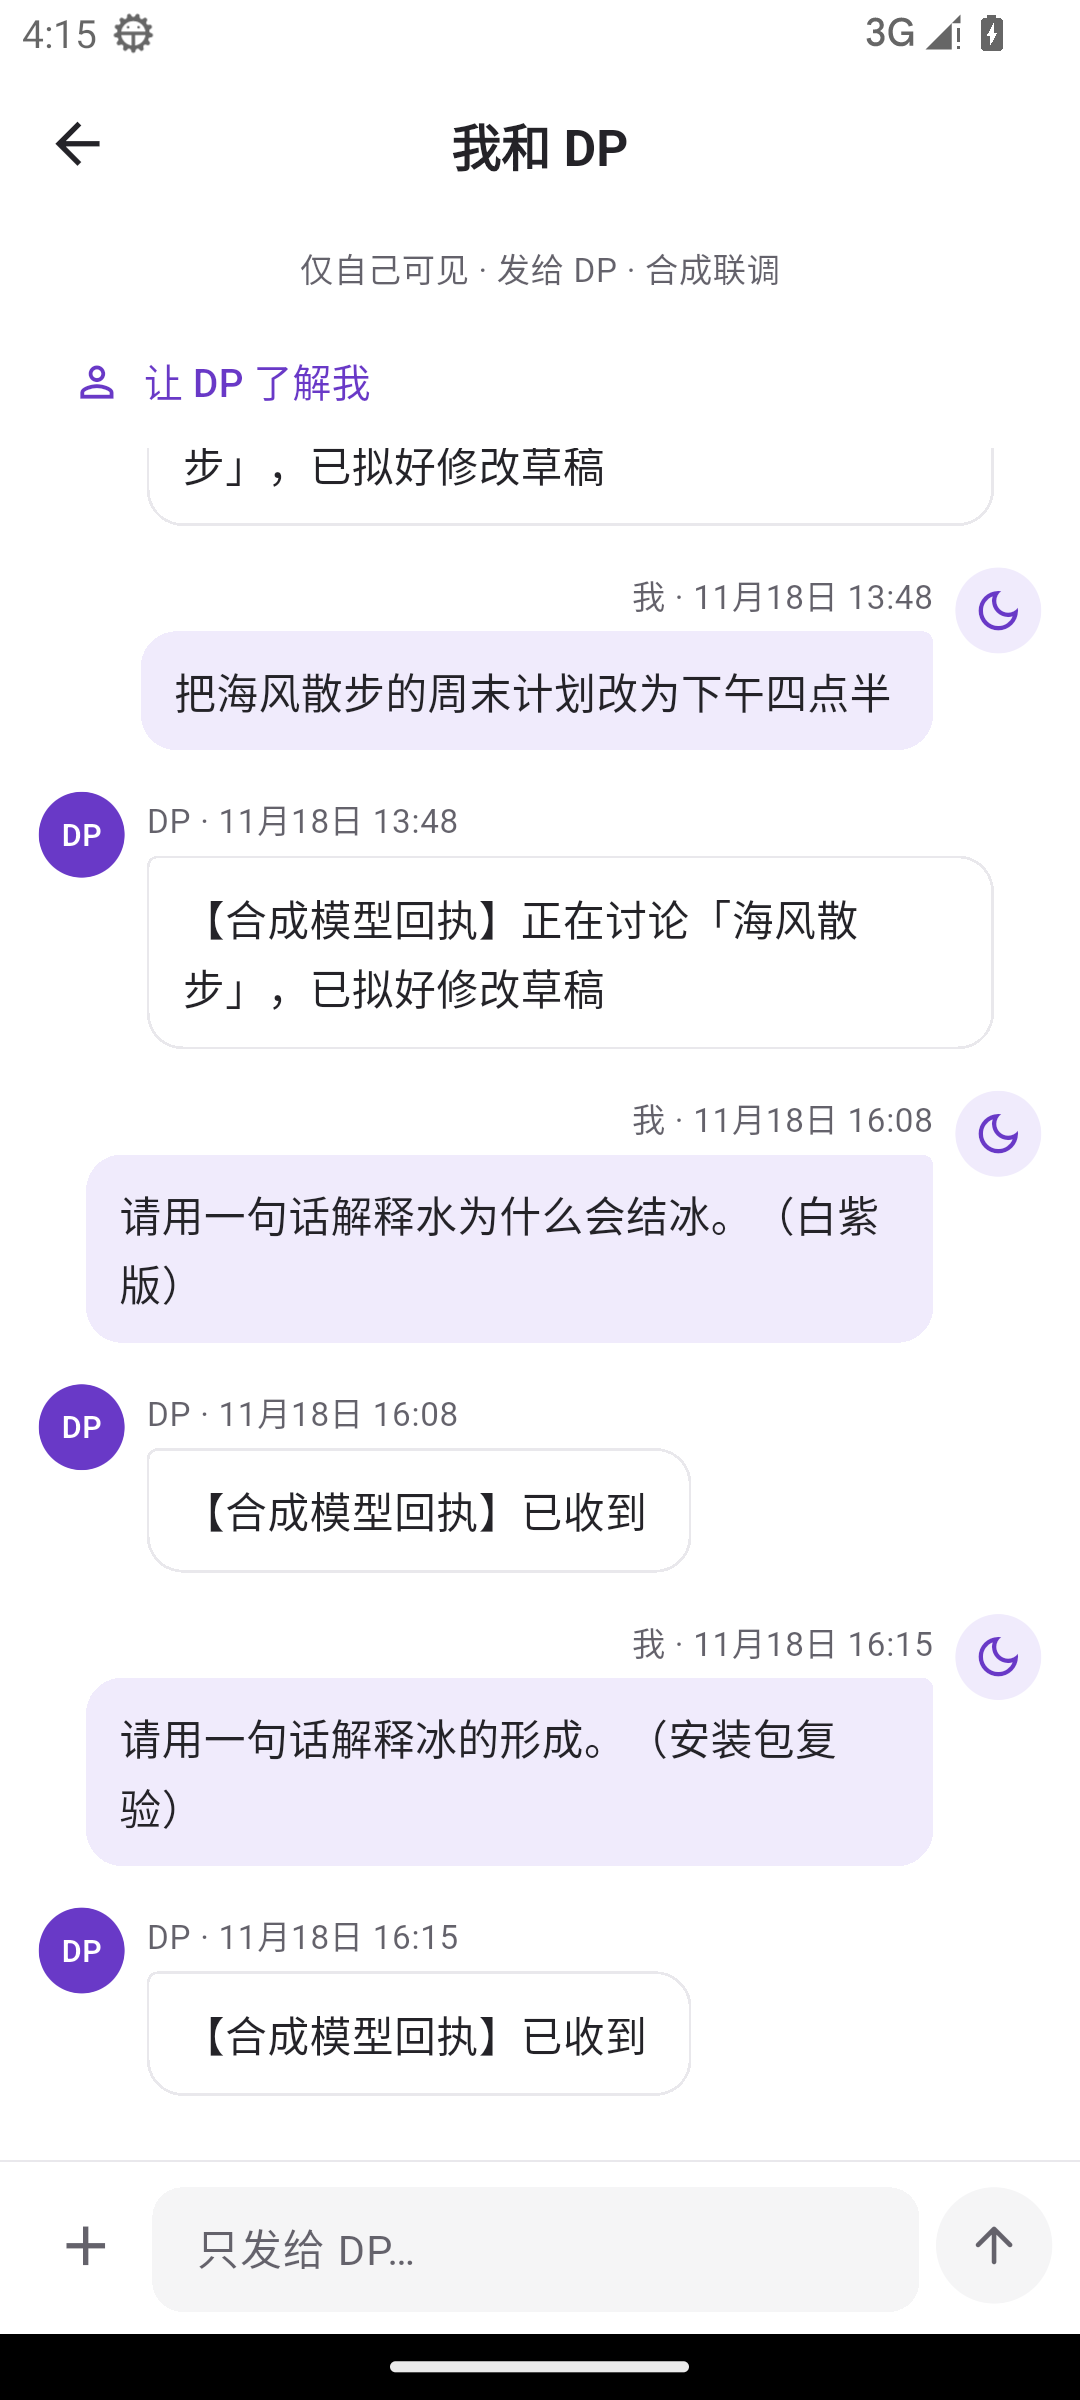 4:15
3G
我和 DP
仅自己可见 · 发给 DP · 合成联调
让 DP 了解我
步」，已拟好修改草稿
我 · 11月18日 13:48
把海风散步的周末计划改为下午四点半
DP
DP · 11月18日 13:48
【合成模型回执】正在讨论「海风散
步」，已拟好修改草稿
我 · 11月18日 16:08
请用一句话解释水为什么会结冰。（白紫
版）
DP
DP · 11月18日 16:08
【合成模型回执】已收到
我 · 11月18日 16:15
请用一句话解释冰的形成。（安装包复
验）
DP
DP · 11月18日 16:15
【合成模型回执】已收到
只发给 DP…